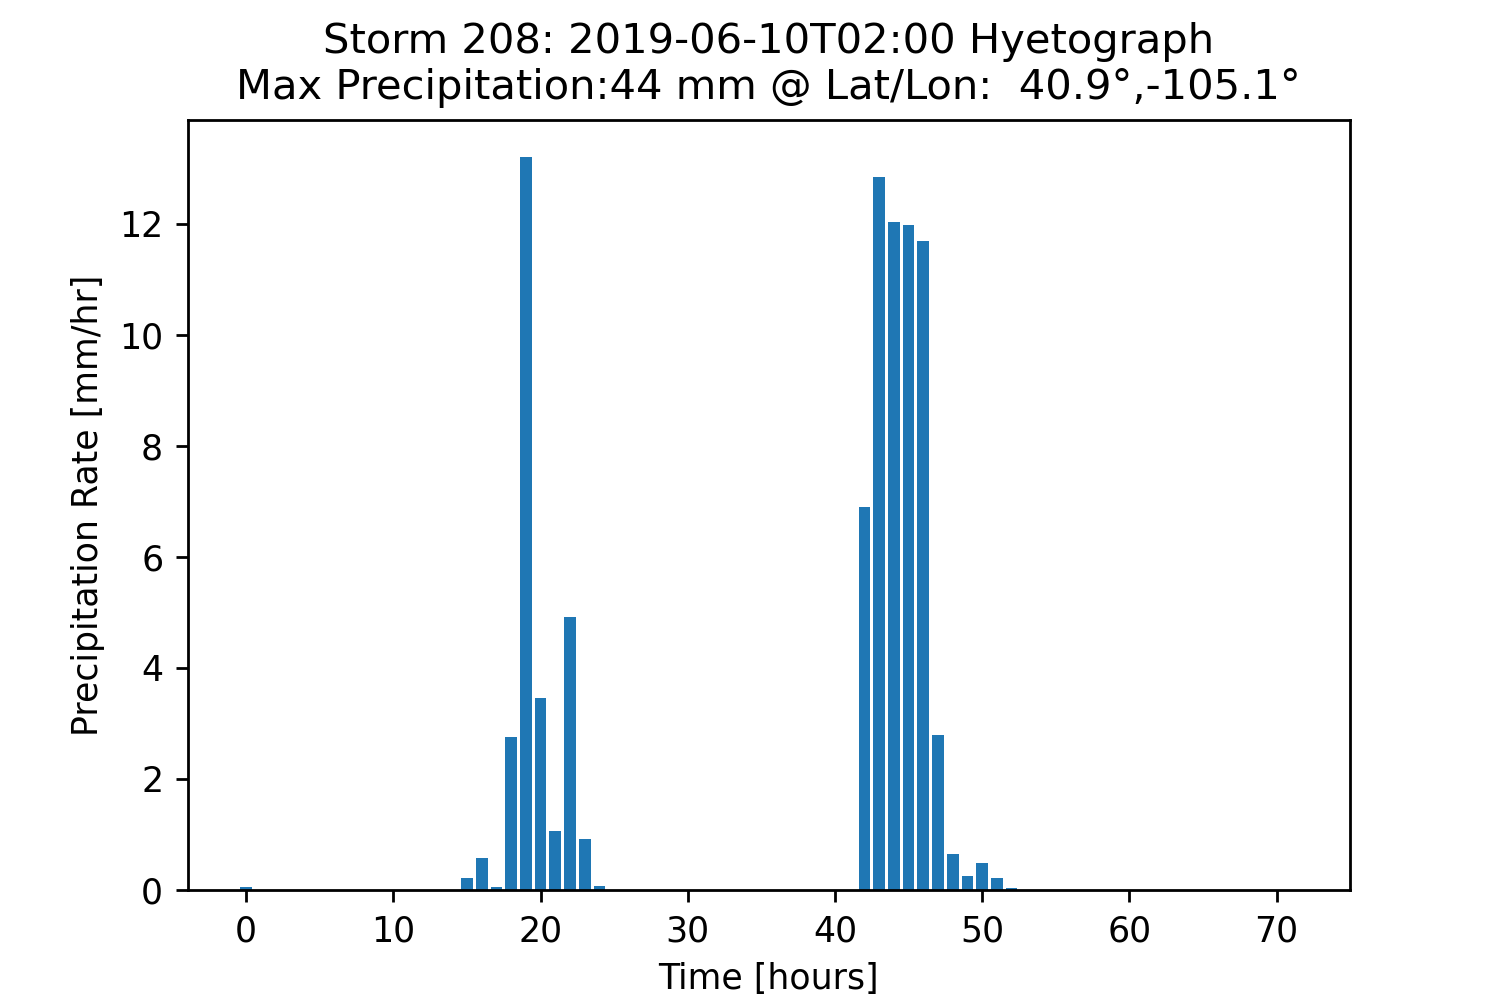 Storm 208: 2019-06-10T02:00 Hyetograph
Max Precipitation:44 mm @ Lat/Lon:  40.9°,-105.1°
Precipitation Rate [mm/hr]
12
10
8
6
4
2
0
0 10 20 30 40 50 60 70
Time [hours]